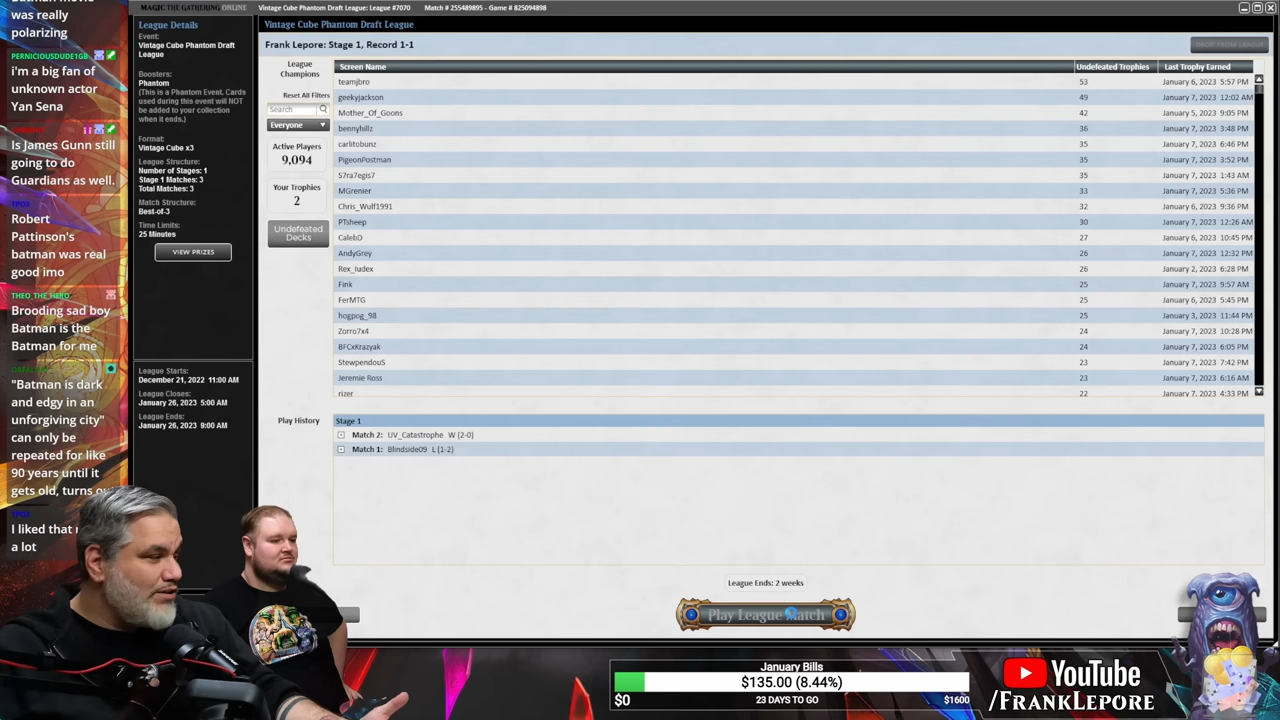 MAGIC THE GATHERING ONLINE
Vintage Cube Phantom Draft League: League #7070
Match # 255489895 - Game # 825094898
was really
polarizing
PERNICIOUSDUDE1GB
i'm a big fan of
unknown actor
Yan Sena
Is James Gunn still
going to do
Guardians as well.
TPO3
Robert
Pattinson's
batman was real
good imo
THEO_THE_HERO_
Brooding sad boy
Batman is the
Batman for me
"Batman is dark
and edgy in an
unforgiving city"
can only be
repeated for like
90 years until it
gets old, turns
TPO3
I liked that
a lot
League Details
Event:
Vintage Cube Phantom Draft
League
Boosters:
Phantom
(This is a Phantom Event. Cards
used during this event will NOT
be added to your collection
when it ends.)
Format:
Vintage Cube x3
League Structure:
Number of Stages: 1
Stage 1 Matches: 3
Total Matches: 3
Match Structure:
Best-of-3
Time Limits:
25 Minutes
VIEW PRIZES
League Starts:
December 21, 2022 11:00 AM
League Closes:
January 26, 2023 5:00 AM
League Ends:
January 26, 2023 9:00 AM
Vintage Cube Phantom Draft League
Frank Lepore: Stage 1, Record 1-1
DROP FROM LEAGUE
League
Champions
Reset All Filters
Search
Everyone
Active Players
9,094
Your Trophies
2
Undefeated
Decks
Screen Name Undefeated Trophies Last Trophy Earned
teamjbro 53 January 6, 2023 5:57 PM
geekyjackson 49 January 7, 2023 12:02 AM
Mother_Of_Goons 42 January 5, 2023 9:05 PM
bennyhillz 36 January 7, 2023 3:48 PM
carlitobunz 35 January 7, 2023 6:46 PM
PigeonPostman 35 January 7, 2023 3:52 PM
S7ra7egis7 35 January 7, 2023 1:43 AM
MGrenier 33 January 7, 2023 5:36 PM
Chris_Wulf1991 32 January 6, 2023 9:36 PM
PTsheep 30 January 7, 2023 12:26 AM
CalebD 27 January 6, 2023 10:45 PM
AndyGrey 26 January 7, 2023 12:32 PM
Rex_Iudex 26 January 2, 2023 6:28 PM
Fink 25 January 7, 2023 9:57 AM
FerMTG 25 January 6, 2023 5:45 PM
hogpog_98 25 January 3, 2023 11:44 PM
Zorro7x4 24 January 7, 2023 10:28 PM
BFCxKrazyak 24 January 7, 2023 6:05 PM
StewpendouS 23 January 7, 2023 7:42 PM
Jeremie Ross 23 January 7, 2023 6:16 AM
rizer 22 January 7, 2023 4:33 PM
Play History
Stage 1
Match 2: UV_Catastrophe W (2-0)
Match 1: Blindside09 L (1-2)
League Ends: 2 weeks
Play League Match
January Bills
$135.00 (8.44%)
$0
23 DAYS TO GO
$1600
YouTube
/FRANKLEPORE